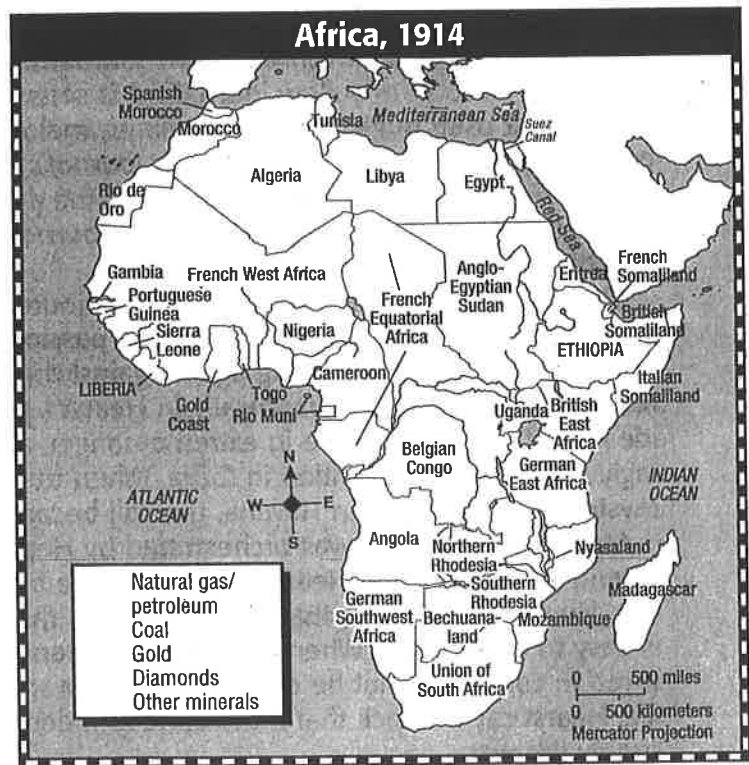 Africa, 1914
Spanish
Morocco
Morocco
Tunisia
Mediterranean Sea
Suez
Canal
Algeria
Libya
Egypt
Rio de
Oro
Red Sea
French
Somaliland
Gambia
French West Africa
Anglo-
Egyptian
Sudan
Eritrea
Portuguese
Guinea
French
Equatorial
Africa
British
Somaliland
Sierra
Leone
Nigeria
ETHIOPIA
LIBERIA
Cameroon
Italian
Somaliland
Gold
Coast
Togo
Rio Muni
Uganda
British
East
Africa
Belgian
Congo
German
East Africa
INDIAN
OCEAN
N
W
E
S
ATLANTIC
OCEAN
Angola
Northern
Rhodesia
Nyasaland
Southern
Rhodesia
Madagascar
German
Southwest
Africa
Bechuana-
land
Mozambique
Union of
South Africa
Natural gas/
petroleum
Coal
Gold
Diamonds
Other minerals
0 500 miles
0 500 kilometers
Mercator Projection